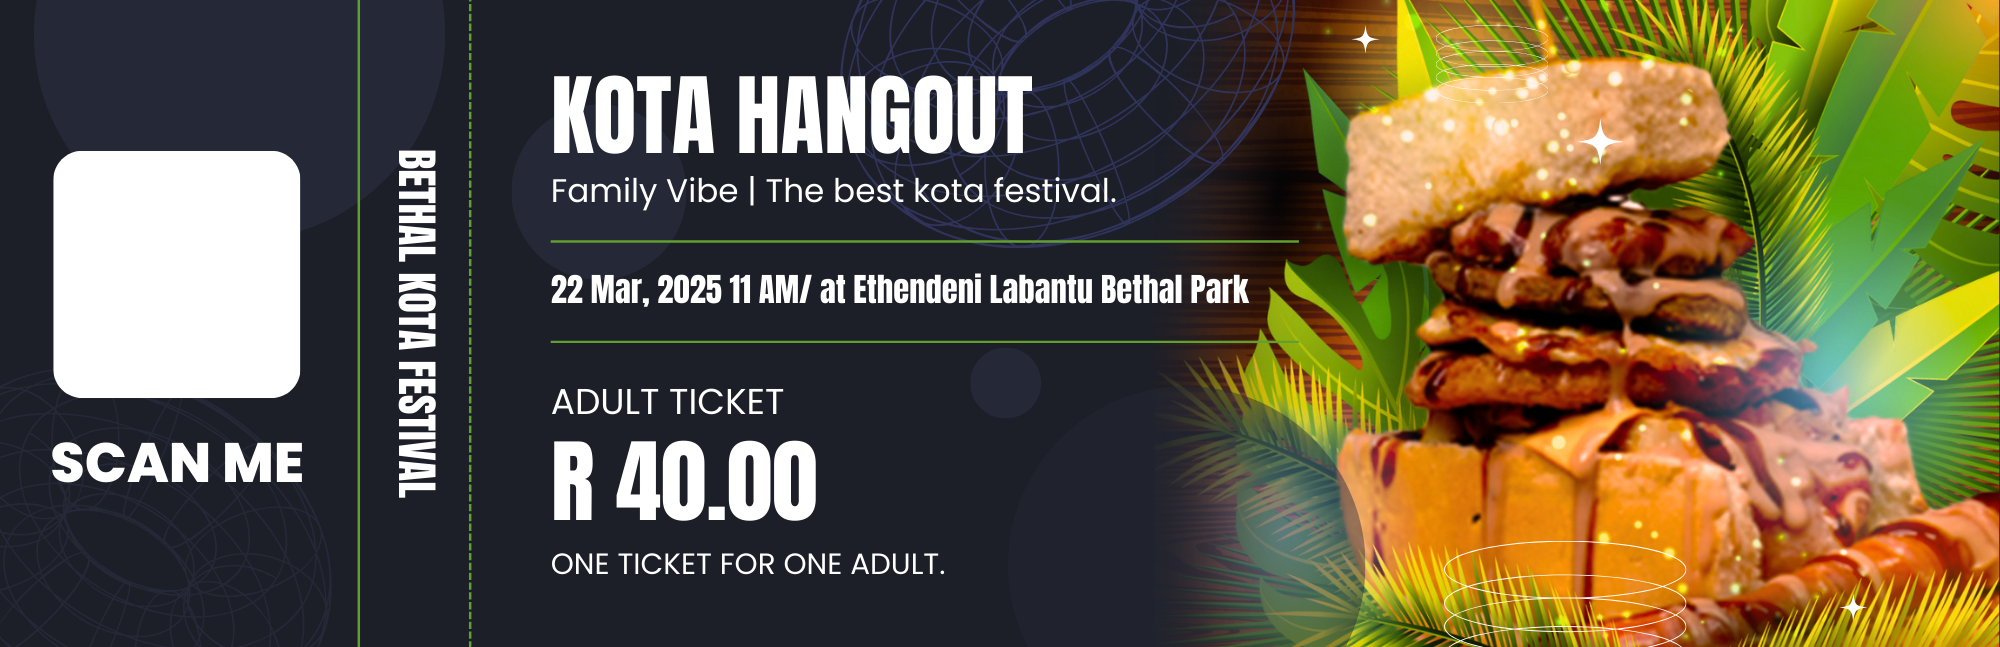 SCAN ME
BETHAL KOTA FESTIVAL
KOTA HANGOUT
Family Vibe | The best kota festival.
22 Mar, 2025 11 AM/ at Ethendeni Labantu Bethal Park
ADULT TICKET
R 40.00
ONE TICKET FOR ONE ADULT.